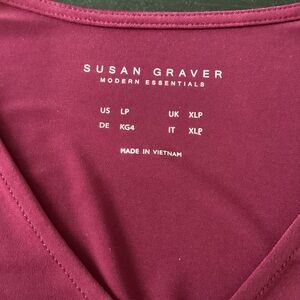 SUSAN GRAVER
MODERN ESSENTIALS
US LP UK XLP
DE KG4 IT XLP
MADE IN VIETNAM